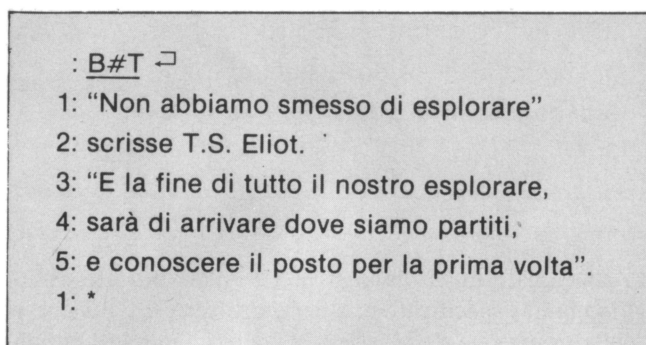 : B#T ⮐
1: “Non abbiamo smesso di esplorare”
2: scrisse T.S. Eliot.
3: “E la fine di tutto il nostro esplorare,
4: sarà di arrivare dove siamo partiti,
5: e conoscere il posto per la prima volta”.
1: *